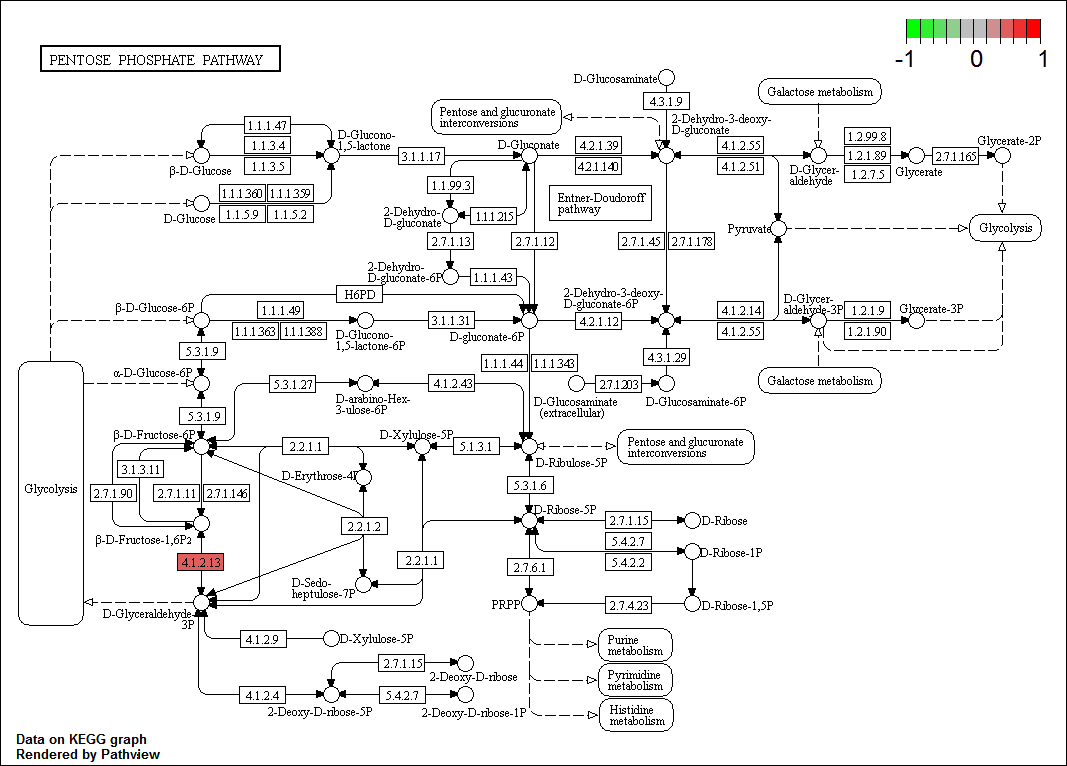 PENTOSE PHOSPHATE PATHWAY
-1 0 1
D-Glucosaminate
4.3.1.9
Galactose metabolism
Pentose and glucuronate
interconversions
2-Dehydro-3-deoxy-
D-gluconate
1.1.1.47
D-Glucono-
1,5-lactone
1.1.3.4
1.1.3.5
β-D-Glucose
3.1.1.17
D-Gluconate
4.2.1.39
4.2.1.140
4.1.2.55
4.1.2.51
D-Glycer-
aldehyde
1.2.99.8
1.2.1.89
1.2.7.5
Glycerate
2.7.1.165
Glycerate-2P
1.1.1.360
1.1.1.359
1.1.5.9
1.1.5.2
D-Glucose
1.1.99.3
2-Dehydro-
D-gluconate
1.1.1.215
Entner-Doudoroff
pathway
2.7.1.13
2.7.1.12
2.7.1.45
2.7.1.178
Pyruvate
Glycolysis
2-Dehydro-
D-gluconate-6P
1.1.1.43
H6PD
β-D-Glucose-6P
1.1.1.49
1.1.1.363
1.1.1.388
D-Glucono-
1,5-lactone-6P
3.1.1.31
D-gluconate-6P
2-Dehydro-3-deoxy-
D-gluconate-6P
4.2.1.12
4.1.2.14
4.1.2.55
D-Glycer-
aldehyde-3P
1.2.1.9
1.2.1.90
Glycerate-3P
5.3.1.9
1.1.1.44
1.1.1.343
4.3.1.29
α-D-Glucose-6P
5.3.1.27
D-arabino-Hex-
3-ulose-6P
4.1.2.43
2.7.1.203
D-Glucosaminate
(extracellular)
D-Glucosaminate-6P
Galactose metabolism
5.3.1.9
β-D-Fructose-6P
2.2.1.1
D-Xylulose-5P
5.1.3.1
D-Ribulose-5P
Pentose and glucuronate
interconversions
3.1.3.11
D-Erythrose-4P
5.3.1.6
Glycolysis
2.7.1.90
2.7.1.11
2.7.1.146
2.2.1.2
D-Ribose-5P
2.7.1.15
D-Ribose
β-D-Fructose-1,6P2
5.4.2.7
5.4.2.2
D-Ribose-1P
4.1.2.13
2.2.1.1
2.7.6.1
D-Sedo-
heptulose-7P
D-Glyceraldehyde-
3P
PRPP
2.7.4.23
D-Ribose-1,5P
4.1.2.9
D-Xylulose-5P
Purine
metabolism
2.7.1.15
2-Deoxy-D-ribose
Pyrimidine
metabolism
4.1.2.4
2-Deoxy-D-ribose-5P
5.4.2.7
2-Deoxy-D-ribose-1P
Histidine
metabolism
Data on KEGG graph
Rendered by Pathview